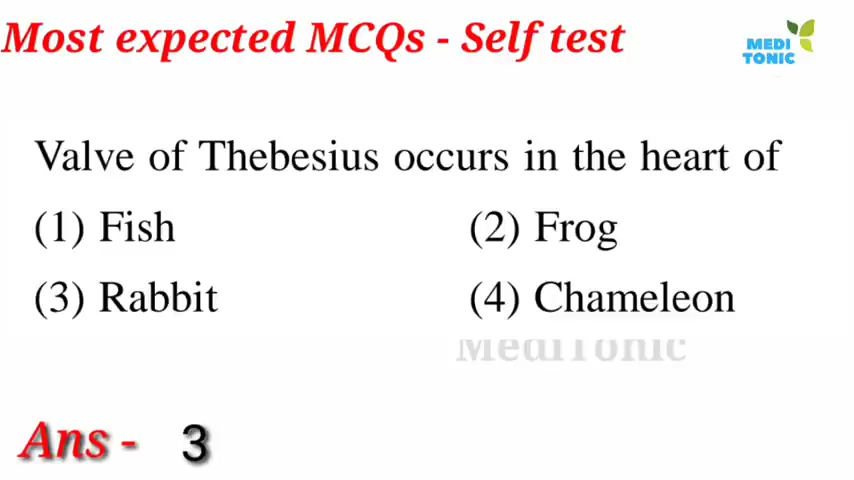 Most expected MCQs - Self test
MEDI
TONIC
Valve of Thebesius occurs in the heart of
(1) Fish (2) Frog
(3) Rabbit (4) Chameleon
MediTonic
Ans - 3